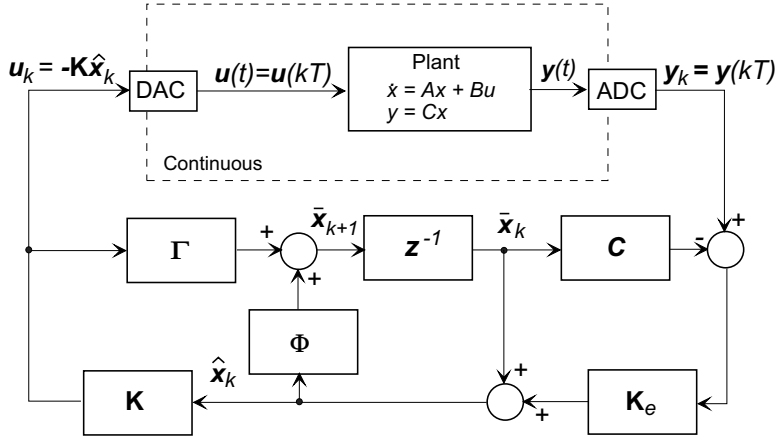 u_k = -Kx̂_k
DAC
u(t)=u(kT)
Plant
ẋ = Ax + Bu
y = Cx
y(t)
ADC
y_k = y(kT)
Continuous
Γ
+
+
x̄_{k+1}
z^{-1}
x̄_k
C
-
+
Φ
x̂_k
K
+
+
K_e